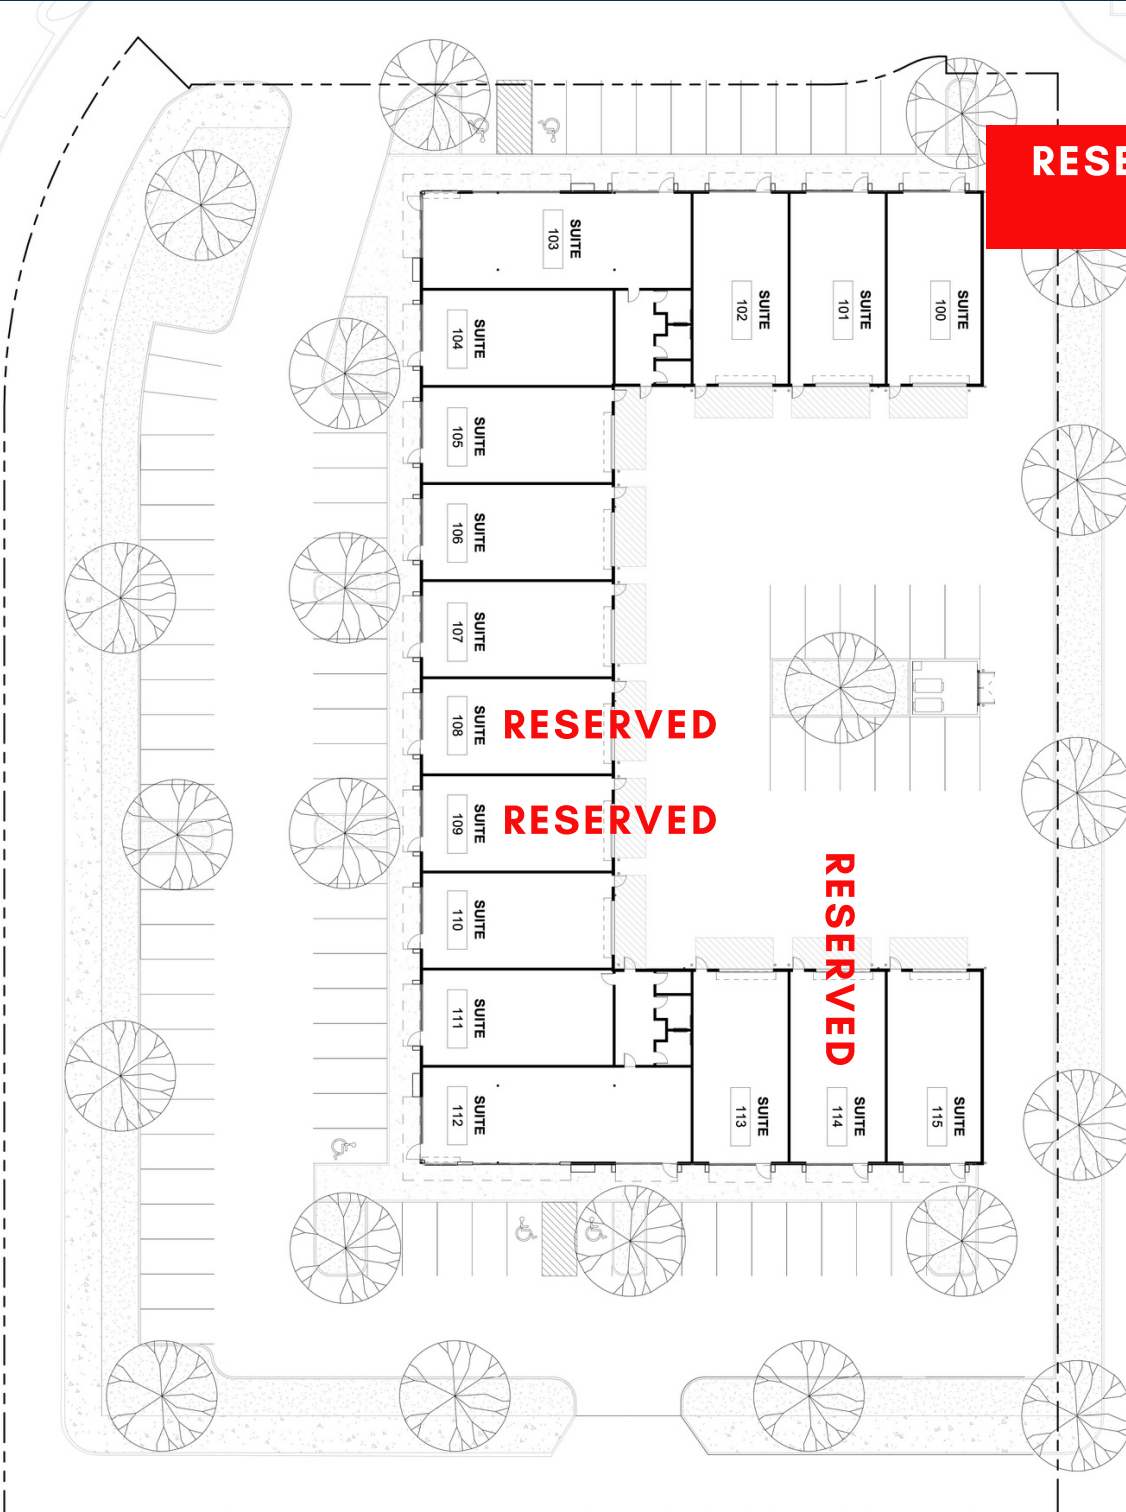 RESE
SUITE
103
SUITE
102
SUITE
101
SUITE
100
SUITE
104
SUITE
105
SUITE
106
SUITE
107
SUITE
108
RESERVED
SUITE
109
RESERVED
RESERVED
SUITE
110
SUITE
111
SUITE
112
SUITE
113
SUITE
114
SUITE
115